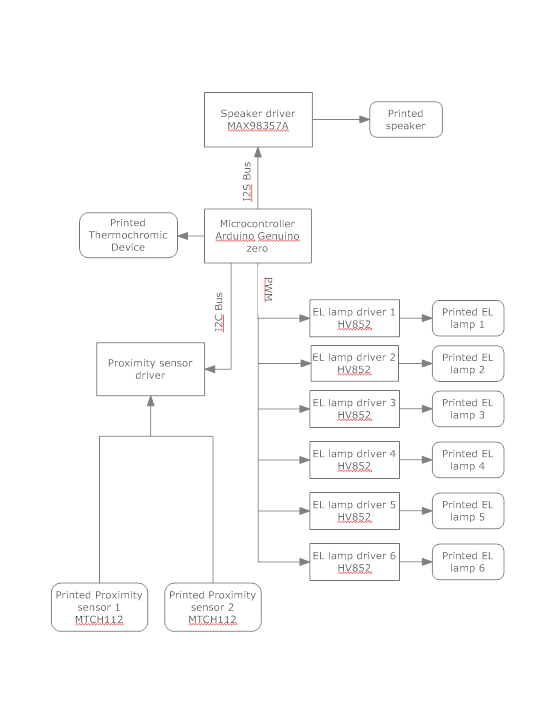 Speaker driver
MAX98357A
Printed
speaker
I2S Bus
Printed
Thermochromic
Device
Microcontroller
Arduino Genuino
zero
PWM
I2C Bus
EL lamp driver 1
HV852
Printed EL
lamp 1
Proximity sensor
driver
EL lamp driver 2
HV852
Printed EL
lamp 2
EL lamp driver 3
HV852
Printed EL
lamp 3
EL lamp driver 4
HV852
Printed EL
lamp 4
EL lamp driver 5
HV852
Printed EL
lamp 5
EL lamp driver 6
HV852
Printed EL
lamp 6
Printed Proximity
sensor 1
MTCH112
Printed Proximity
sensor 2
MTCH112